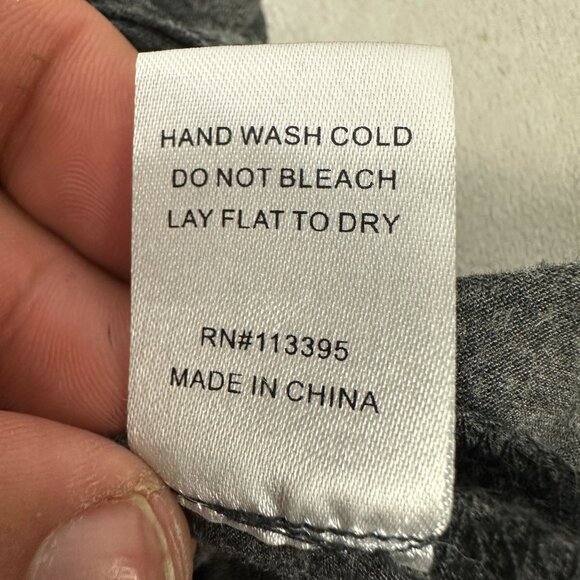 HAND WASH COLD
DO NOT BLEACH
LAY FLAT TO DRY
RN#113395
MADE IN CHINA